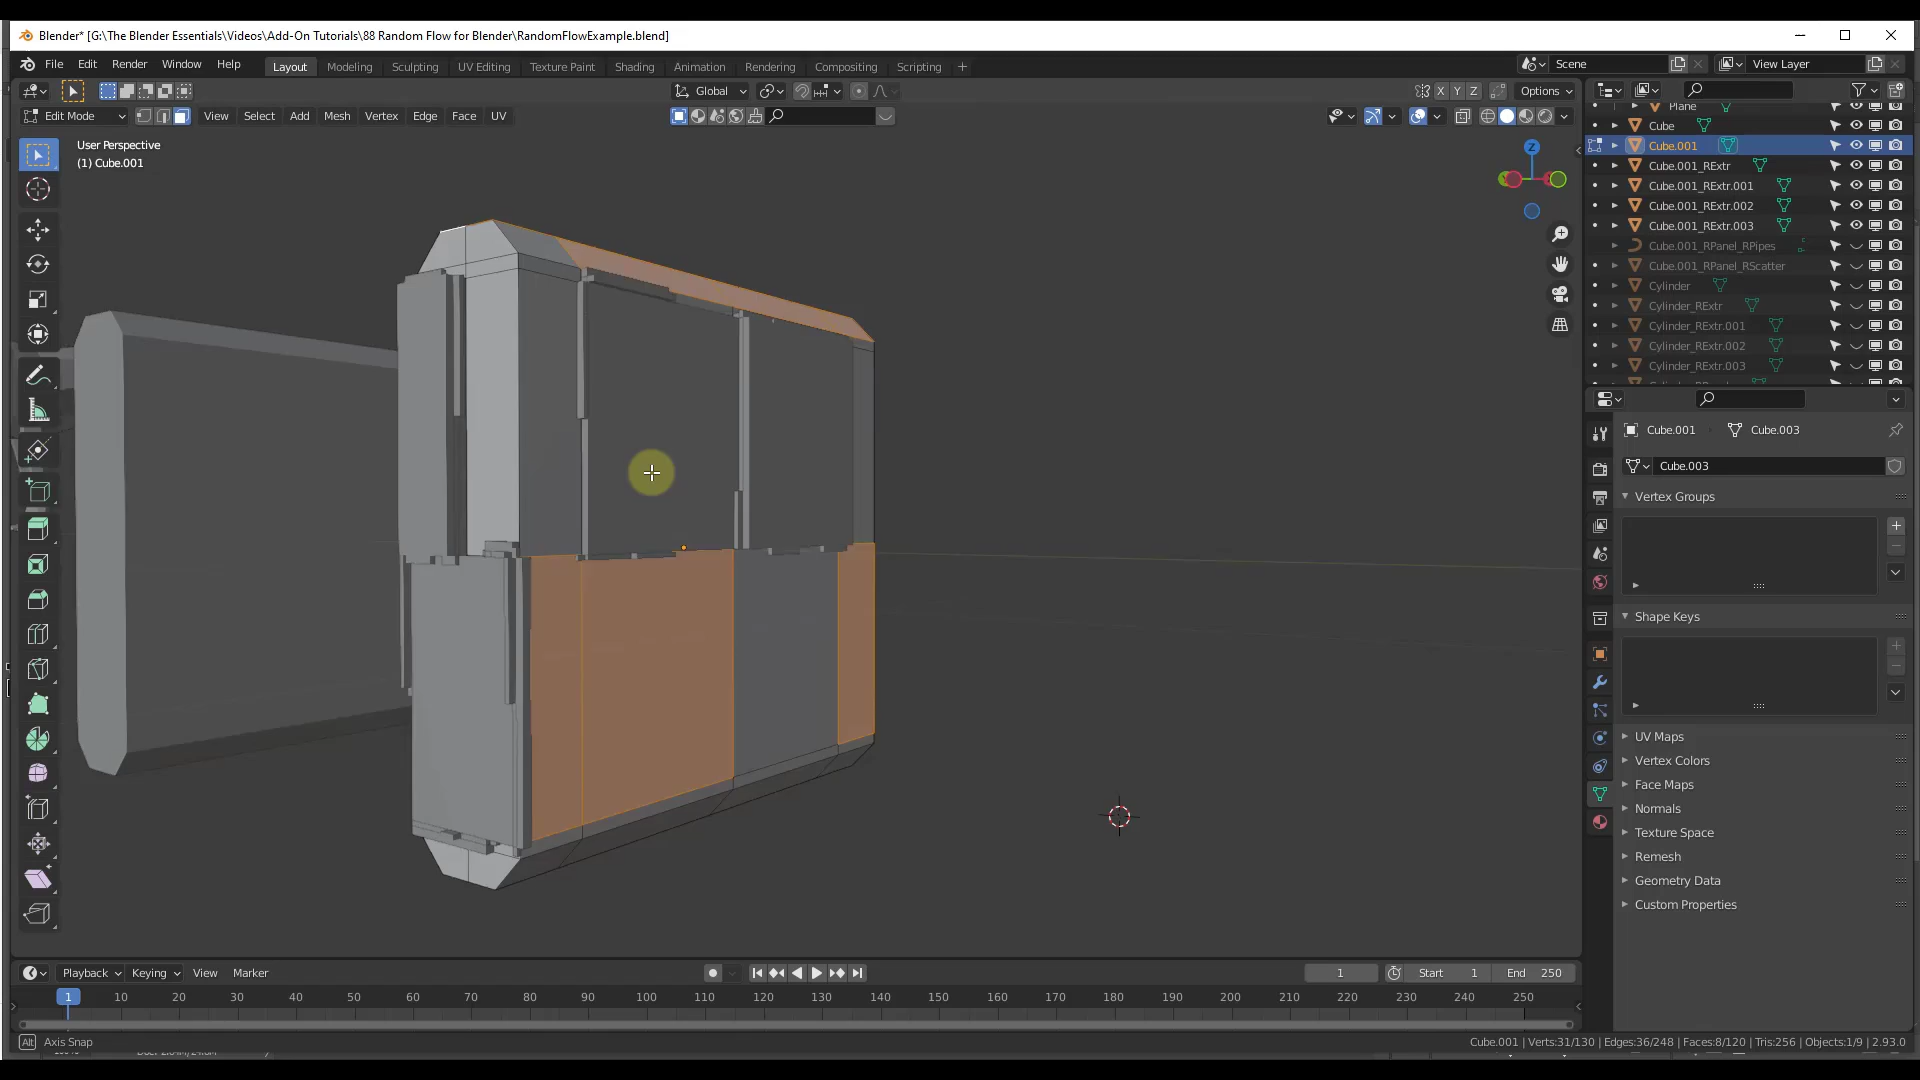 Blender* [G:\The Blender Essentials\Videos\Add-On Tutorials\88 Random Flow for Blender\RandomFlowExample.blend]
File Edit Render Window Help Layout Modeling Sculpting UV Editing Texture Paint Shading Animation Rendering Compositing Scripting + Scene View Layer
Global X Y Z Options
Edit Mode View Select Add Mesh Vertex Edge Face UV
User Perspective
(1) Cube.001
Z
Plane
Cube
Cube.001
Cube.001_RExtr
Cube.001_RExtr.001
Cube.001_RExtr.002
Cube.001_RExtr.003
Cube.001_RPanel_RPipes
Cube.001_RPanel_RScatter
Cylinder
Cylinder_RExtr
Cylinder_RExtr.001
Cylinder_RExtr.002
Cylinder_RExtr.003
Cube.001 Cube.003
Cube.003
Vertex Groups
Shape Keys
UV Maps
Vertex Colors
Face Maps
Normals
Texture Space
Remesh
Geometry Data
Custom Properties
Playback Keying View Marker 1 Start 1 End 250
1 10 20 30 40 50 60 70 80 90 100 110 120 130 140 150 160 170 180 190 200 210 220 230 240 250
Alt Axis Snap
Cube.001 | Verts:31/130 | Edges:36/248 | Faces:8/120 | Tris:256 | Objects:1/9 | 2.93.0